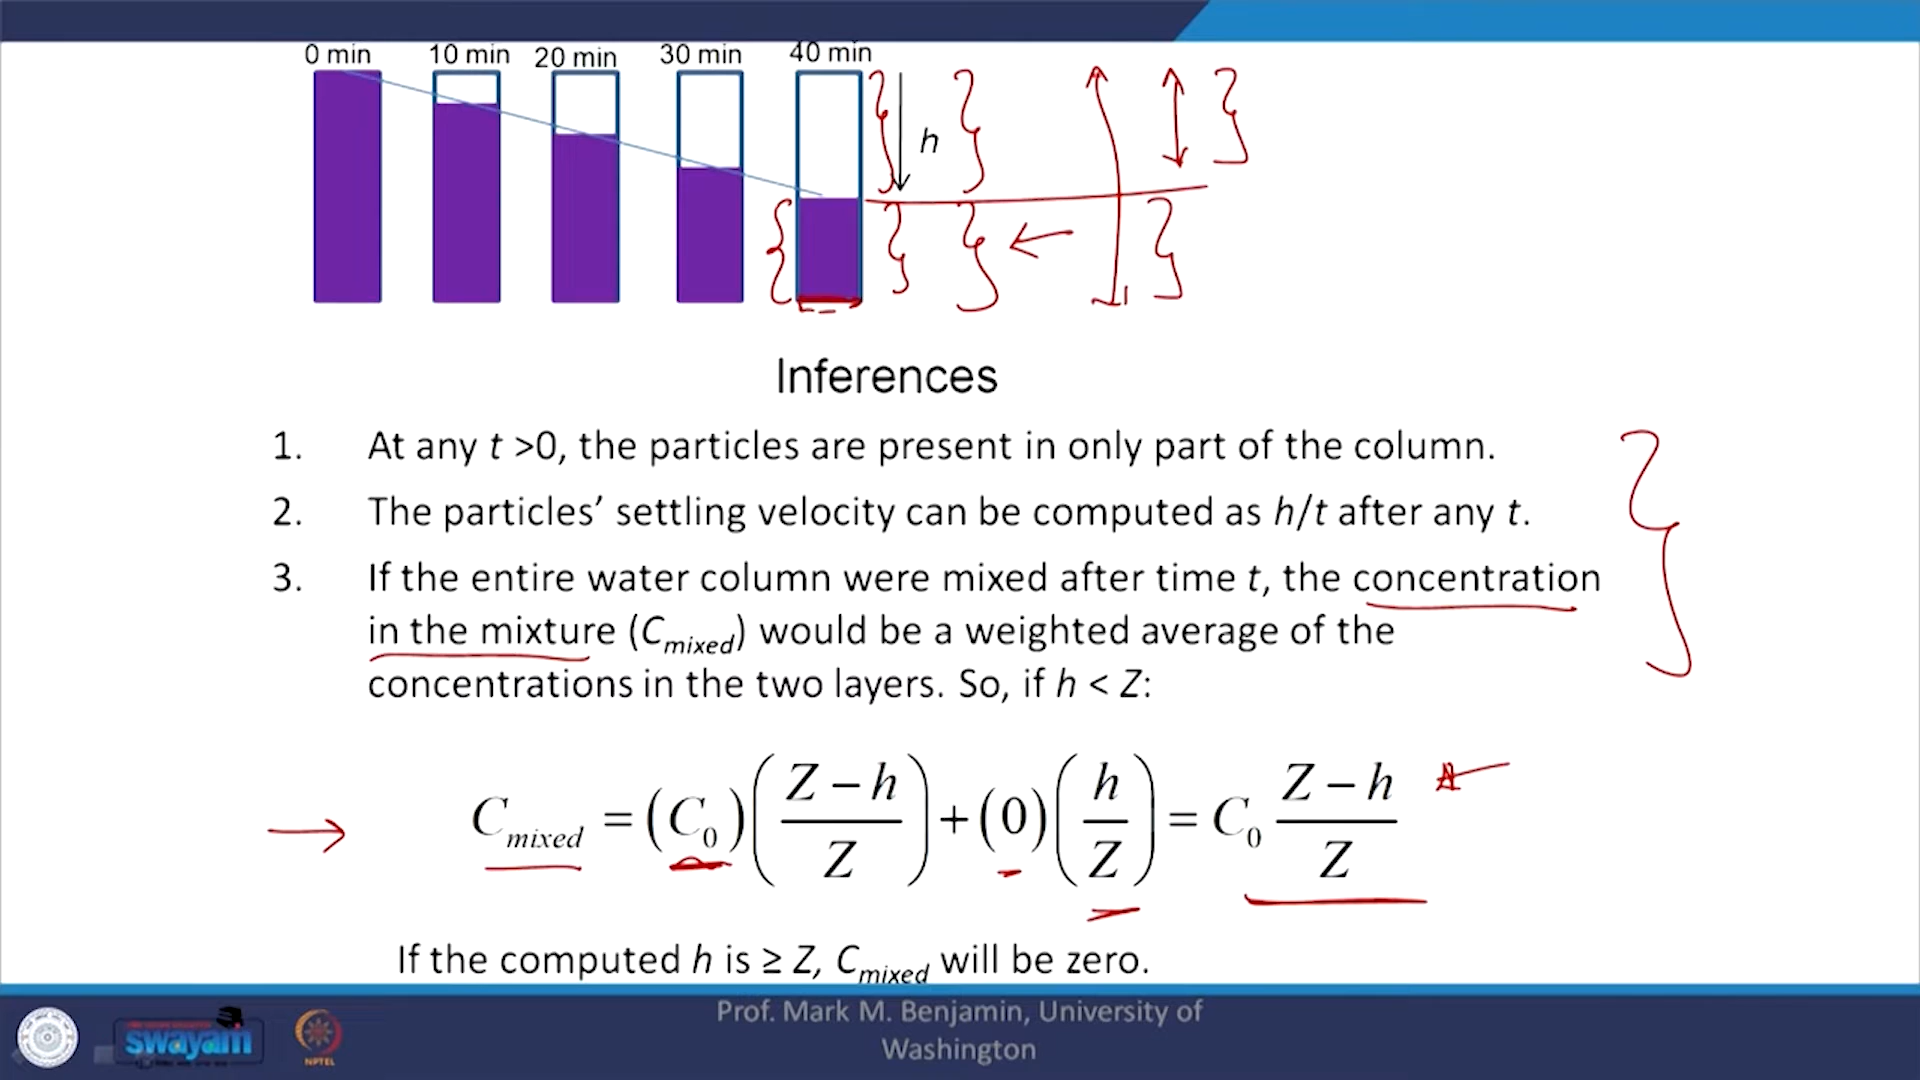 0 min 10 min 20 min 30 min 40 min
h
Inferences
1. At any t >0, the particles are present in only part of the column.
2. The particles’ settling velocity can be computed as h/t after any t.
3. If the entire water column were mixed after time t, the concentration
in the mixture (Cmixed) would be a weighted average of the
concentrations in the two layers. So, if h < Z:
C_mixed = (C_0)((Z − h)/Z) + (0)(h/Z) = C_0 (Z − h)/Z
If the computed h is ≥ Z, Cmixed will be zero.
Prof. Mark M. Benjamin, University of
Washington
swayam
NPTEL